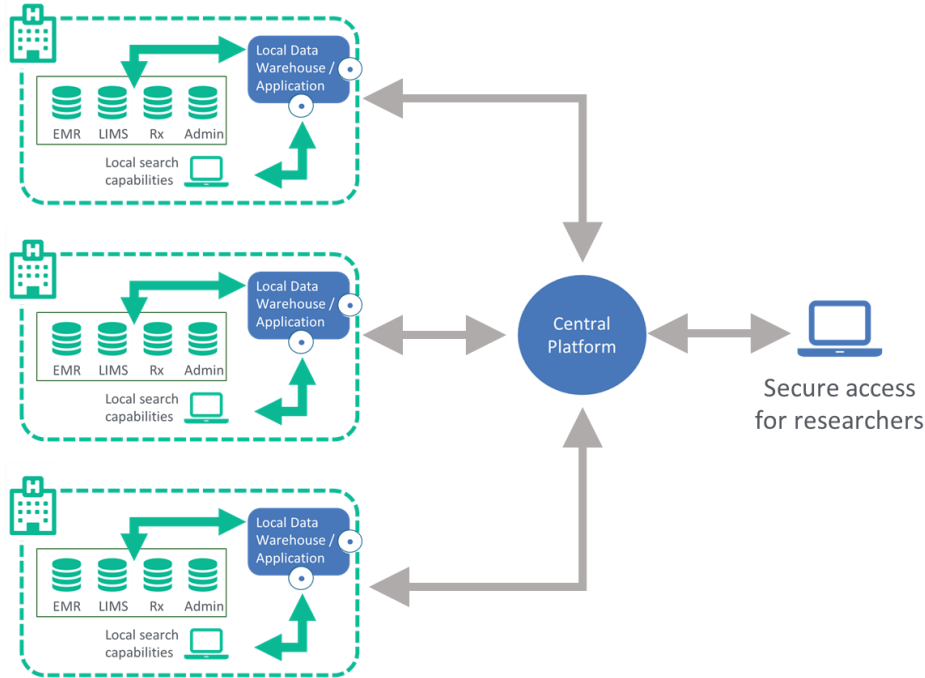 H
Local Data
Warehouse /
Application
EMR LIMS Rx Admin
Local search
capabilities
H
Local Data
Warehouse /
Application
EMR LIMS Rx Admin
Local search
capabilities
Central
Platform
Secure access
for researchers
H
Local Data
Warehouse /
Application
EMR LIMS Rx Admin
Local search
capabilities